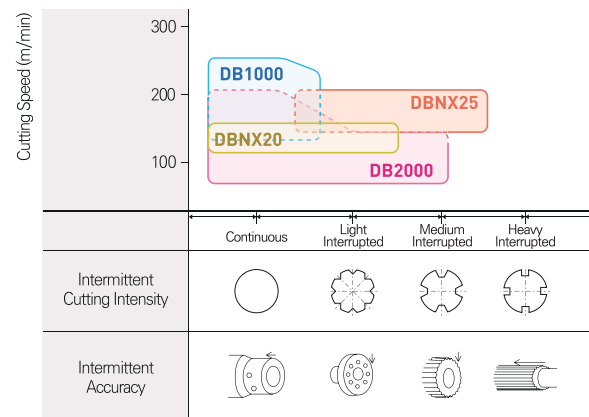 Cutting Speed (m/min)
300
200
100
DB1000
DBNX25
DBNX20
DB2000
Continuous
Light
Interrupted
Medium
Interrupted
Heavy
Interrupted
Intermittent
Cutting Intensity
Intermittent
Accuracy